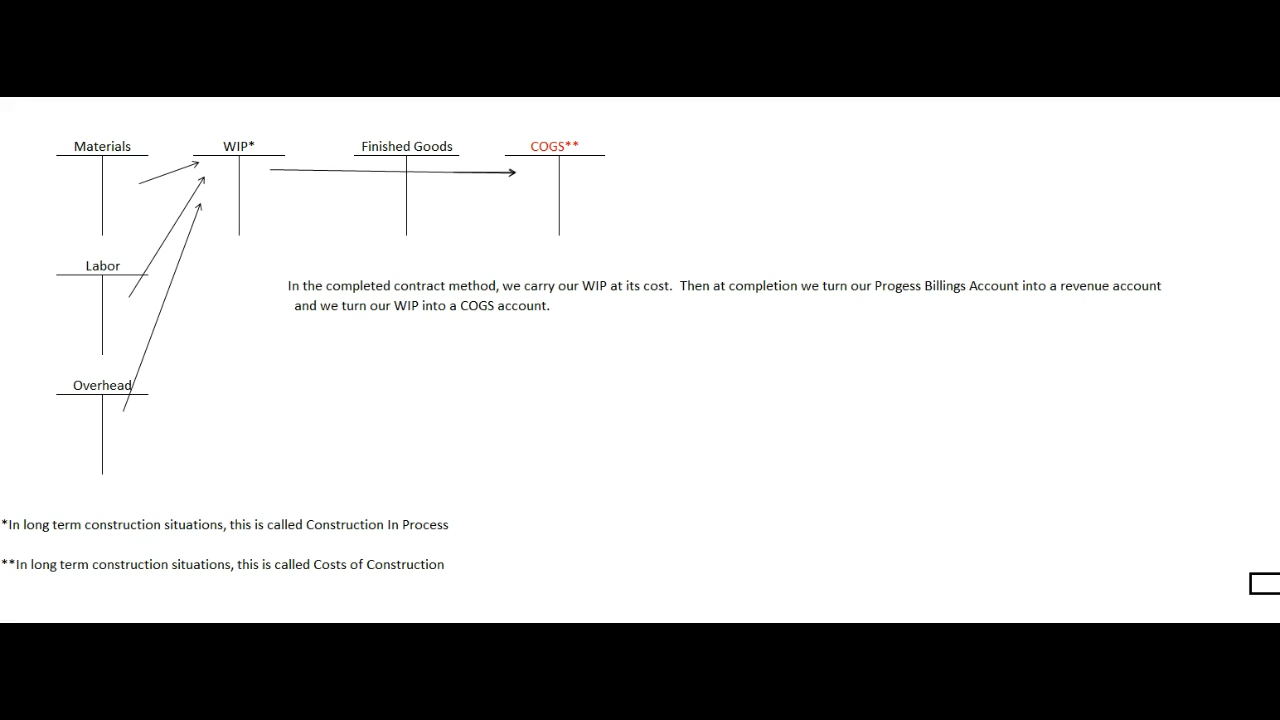 Materials WIP* Finished Goods COGS**
Labor
In the completed contract method, we carry our WIP at its cost.  Then at completion we turn our Progess Billings Account into a revenue account
and we turn our WIP into a COGS account.
Overhead
*In long term construction situations, this is called Construction In Process
**In long term construction situations, this is called Costs of Construction